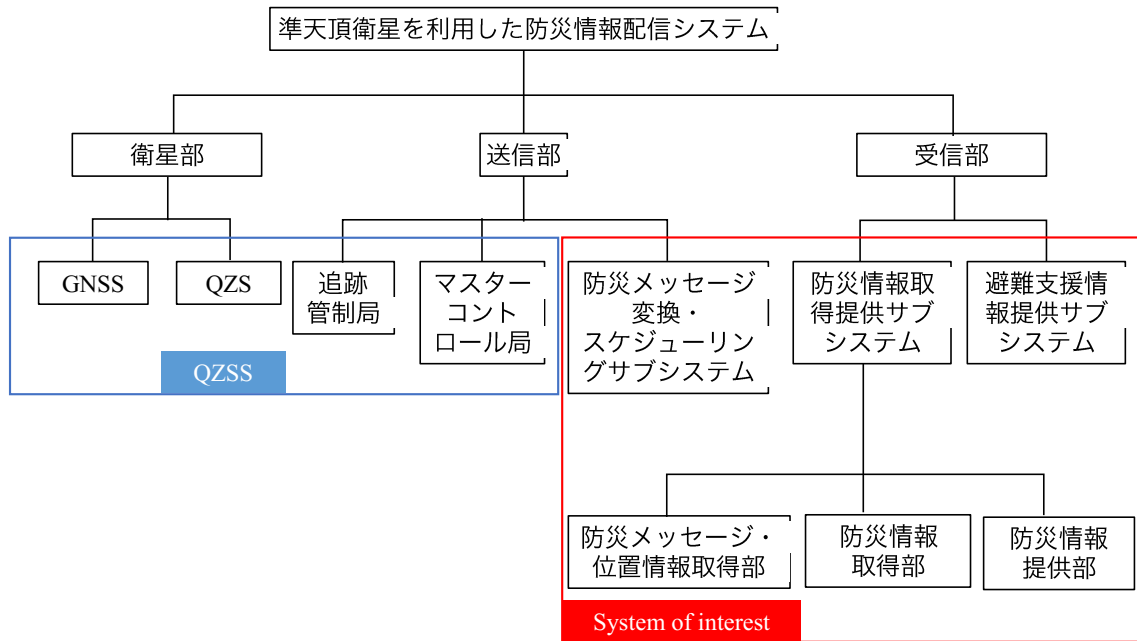 準天頂衛星を利用した防災情報配信システム
衛星部
送信部
受信部
GNSS
QZS
追跡
管制局
マスター
コント
ロール局
防災メッセージ
変換・
スケジューリン
グサブシステム
防災情報取
得提供サブ
システム
避難支援情
報提供サブ
システム
QZSS
防災メッセージ・
位置情報取得部
防災情報
取得部
防災情報
提供部
System of interest